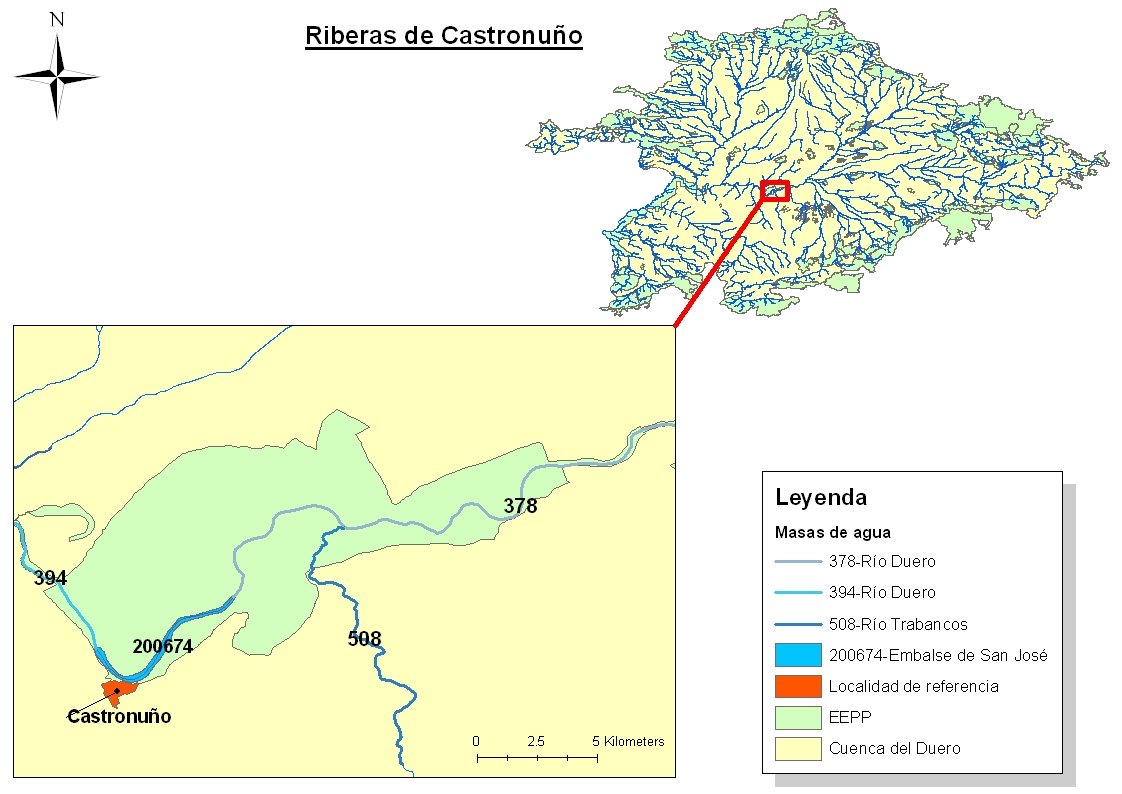 N
Riberas de Castronuño
378
394
200674
508
Castronuño
0 2.5 5 Kilometers
Leyenda
Masas de agua
378-Río Duero
394-Río Duero
508-Río Trabancos
200674-Embalse de San José
Localidad de referencia
EEPP
Cuenca del Duero